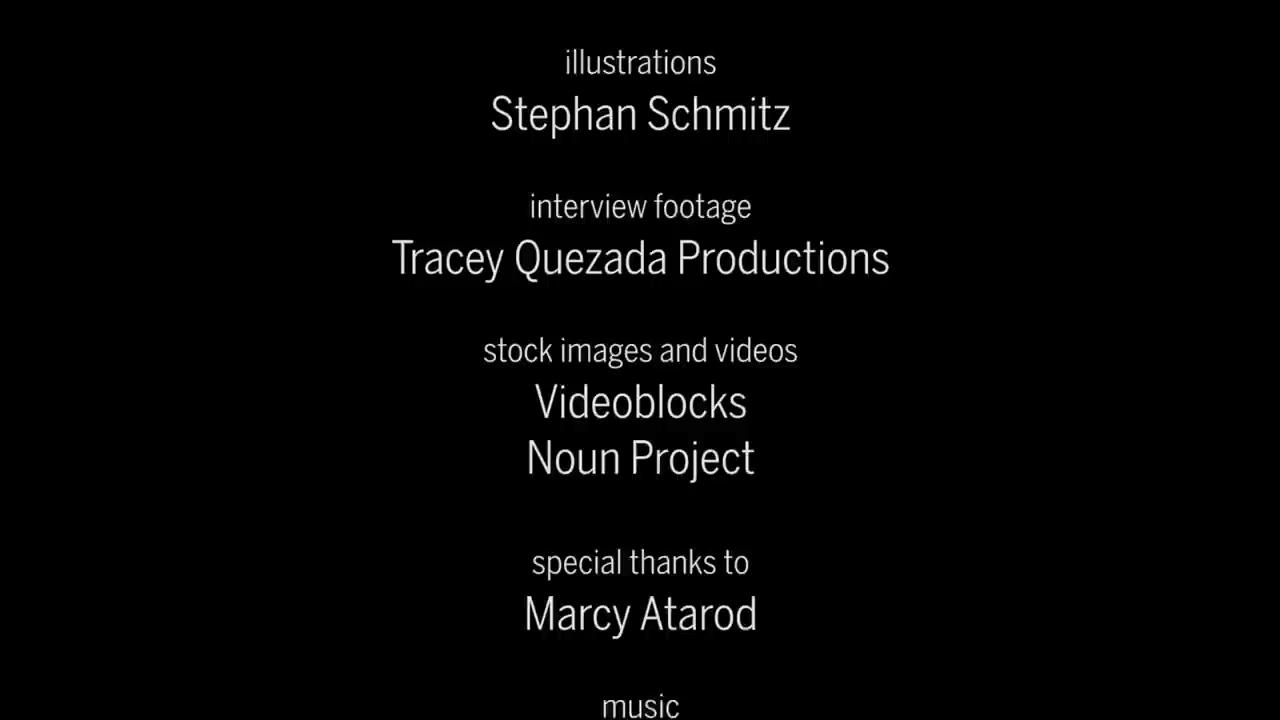 illustrations
Stephan Schmitz
interview footage
Tracey Quezada Productions
stock images and videos
Videoblocks
Noun Project
special thanks to
Marcy Atarod
music